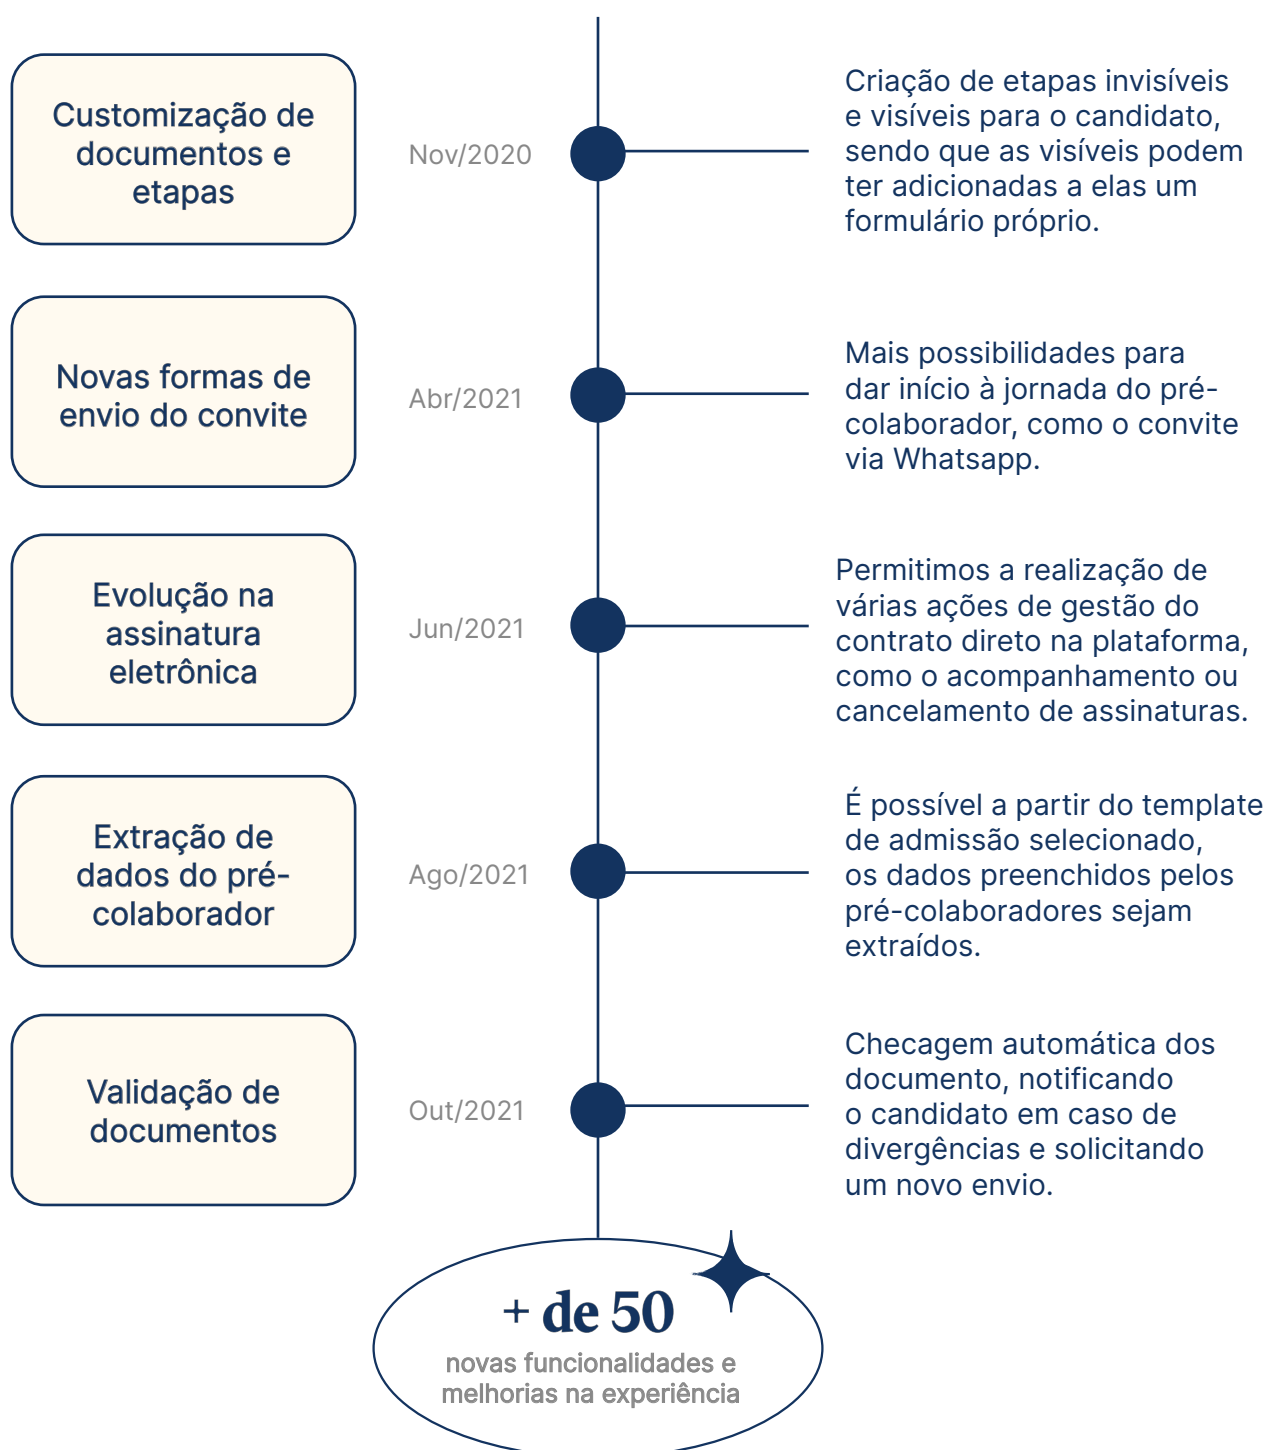 Customização de
documentos e
etapas
Nov/2020
Criação de etapas invisíveis
e visíveis para o candidato,
sendo que as visíveis podem
ter adicionadas a elas um
formulário próprio.
Novas formas de
envio do convite
Abr/2021
Mais possibilidades para
dar início à jornada do pré-
colaborador, como o convite
via Whatsapp.
Evolução na
assinatura
eletrônica
Jun/2021
Permitimos a realização de
várias ações de gestão do
contrato direto na plataforma,
como o acompanhamento ou
cancelamento de assinaturas.
Extração de
dados do pré-
colaborador
Ago/2021
É possível a partir do template
de admissão selecionado,
os dados preenchidos pelos
pré-colaboradores sejam
extraídos.
Validação de
documentos
Out/2021
Checagem automática dos
documento, notificando
o candidato em caso de
divergências e solicitando
um novo envio.
+ de 50
novas funcionalidades e
melhorias na experiência